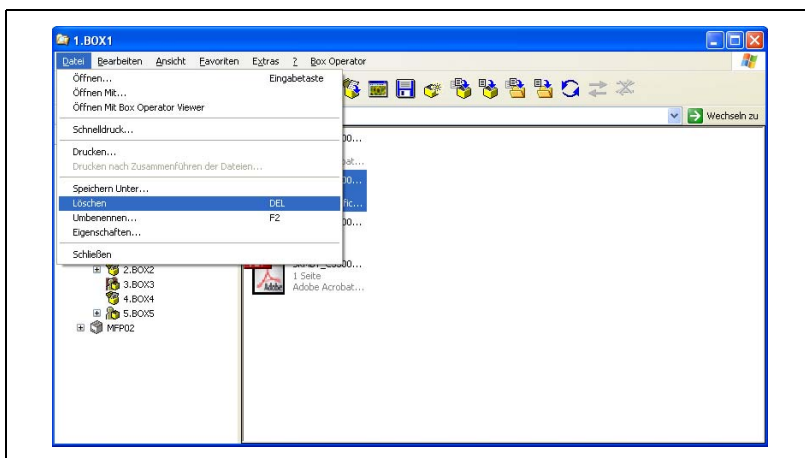 1.BOX1
Datei Bearbeiten Ansicht Favoriten Extras ? Box Operator
Öffnen... Eingabetaste
Öffnen Mit...
Öffnen Mit Box Operator Viewer
Wechseln zu
Schnelldruck...
Drucken...
Drucken nach Zusammenführen der Dateien...
Speichern Unter...
Löschen DEL
Umbenennen... F2
Eigenschaften...
Schließen
2.BOX2
1 Seite
3.BOX3
Adobe Adobe Acrobat...
4.BOX4
5.BOX5
MFP02